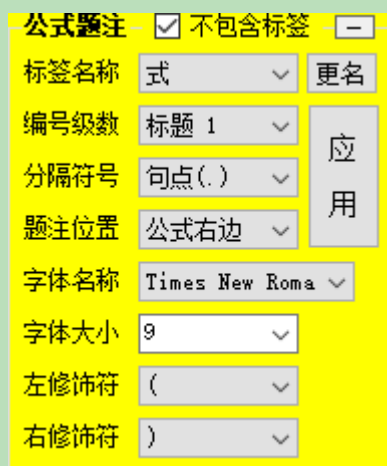 公式题注 不包含标签 —
标签名称 式 更名
编号级数 标题 1
应用
分隔符号 句点(.)
题注位置 公式右边
字体名称 Times New Roma
字体大小 9
左修饰符 (
右修饰符 )